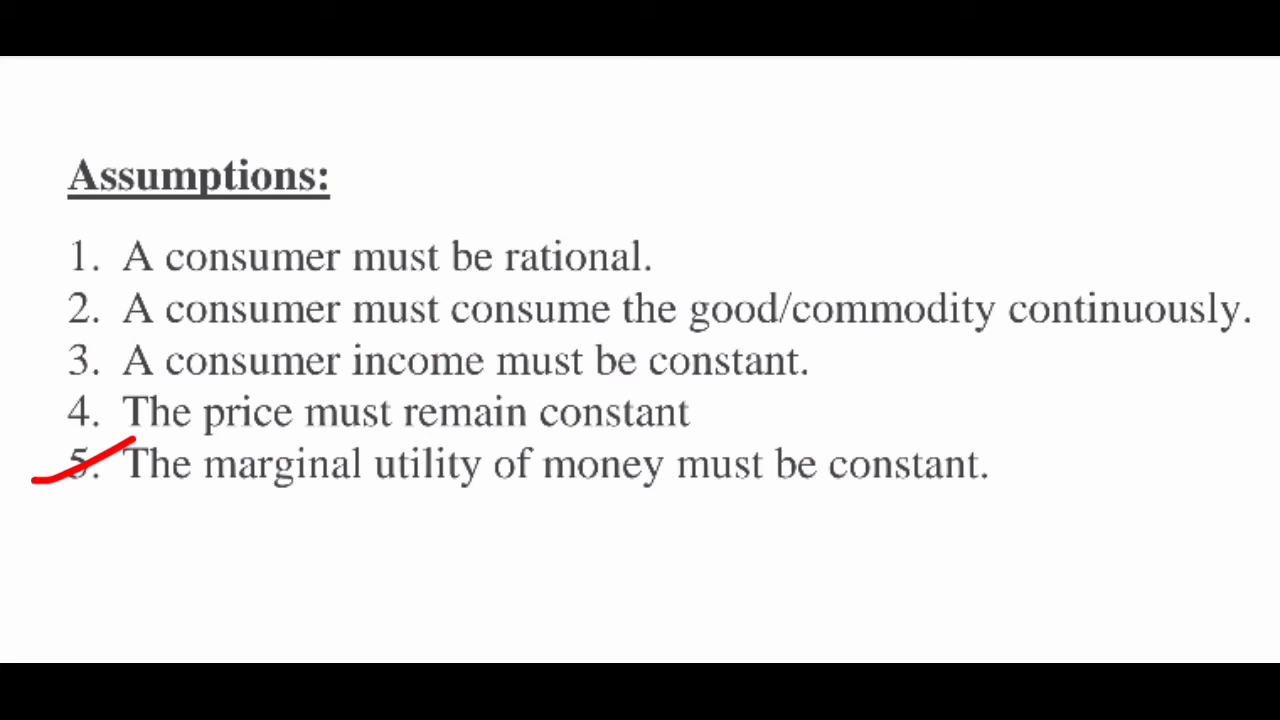 Assumptions:
1. A consumer must be rational.
2. A consumer must consume the good/commodity continuously.
3. A consumer income must be constant.
4. The price must remain constant
5. The marginal utility of money must be constant.